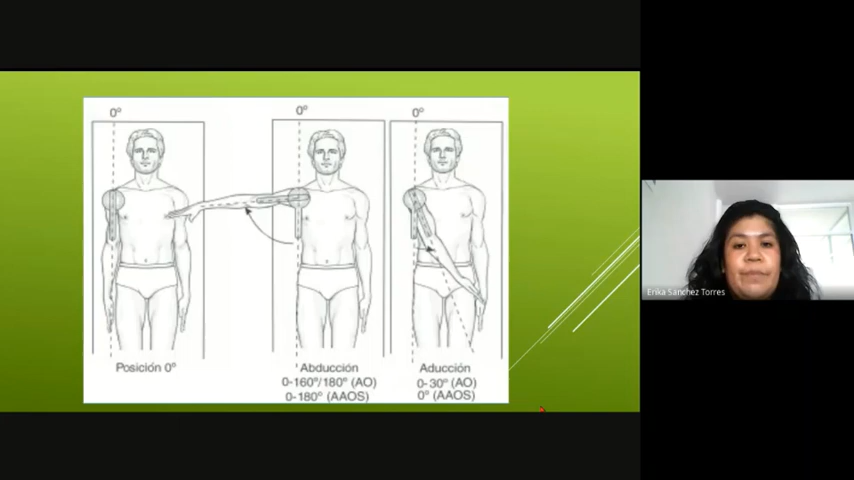 0°
0°
0°
Posición 0°
Abducción
0-160°/180° (AO)
0-180° (AAOS)
Aducción
0-30° (AO)
0° (AAOS)
Erika Sanchez Torres